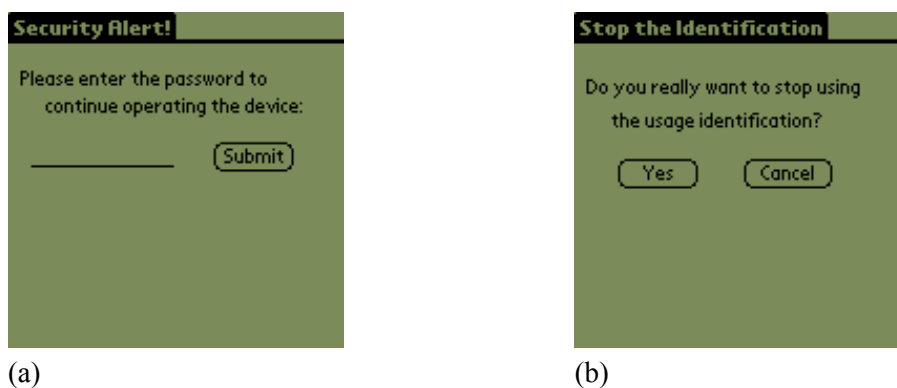 Security Alert!
Please enter the password to
continue operating the device:
Submit
(a)
Stop the Identification
Do you really want to stop using
the usage identification?
Yes Cancel
(b)